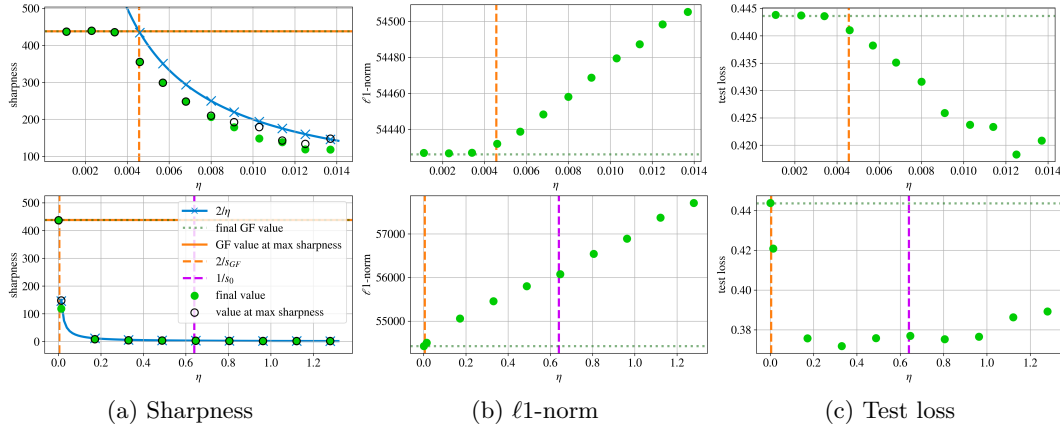 500
400
300
200
100
sharpness
0.002 0.004 0.006 0.008 0.010 0.012 0.014
η
54500
54480
54460
54440
ℓ1-norm
0.002 0.004 0.006 0.008 0.010 0.012 0.014
η
0.445
0.440
0.435
0.430
0.425
0.420
test loss
0.002 0.004 0.006 0.008 0.010 0.012 0.014
η
500
400
300
200
100
0
sharpness
0.0 0.2 0.4 0.6 0.8 1.0 1.2
η
2/η
final GF value
GF value at max sharpness
2/s_GF
1/s_0
final value
value at max sharpness
57000
56000
55000
ℓ1-norm
0.0 0.2 0.4 0.6 0.8 1.0 1.2
η
0.44
0.42
0.40
0.38
test loss
0.0 0.2 0.4 0.6 0.8 1.0 1.2
η
(a) Sharpness
(b) ℓ1-norm
(c) Test loss